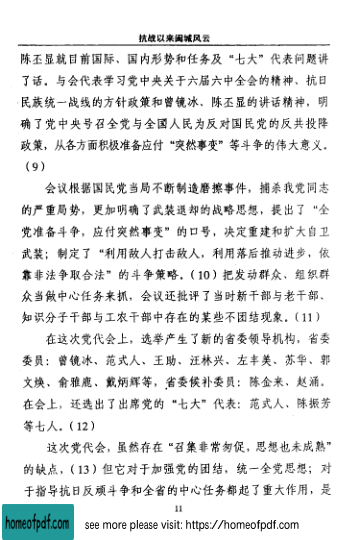 抗战以来闽城风云
陈丕显就目前国际、国内形势和任务及“七大”代表问题讲
了话。与会代表学习党中央关于六届六中全会的精神、抗日
民族统一战线的方针政策和曾镜冰、陈丕显的讲话精神，明
确了党中央号召全党与全国人民为反对国民党的反共投降
政策，从各方面积极准备应付“突然事变”等斗争的伟大意义。
（9）
会议根据国民党当局不断制造磨擦事件，捕杀我党同志
的严重局势，更加明确了武装退却的战略思想，提出了“全
党准备斗争，应付突然事变”的口号，决定重建和扩大自卫
武装；制定了“利用敌人打击敌人，利用落后推动进步，依
靠非法争取合法”的斗争策略。（10）把发动群众、组织群
众当做中心任务来抓，会议还批评了当时新干部与老干部、
知识分子干部与工农干部中存在的某些不团结现象。（11）
在这次党代会上，选举产生了新的省委领导机构，省委
委员：曾镜冰、范式人、王助、汪林兴、左丰美、苏华、郭
文焕、俞雅鹿、戴炳辉等，省委候补委员：陈金来、赵涌。
在会上，还选出了出席党的“七大”代表：范式人、陈振芳
等七人。（12）
这次党代会，虽然存在“召集非常匆促，思想也未成熟”
的缺点，（13）但它对于加强党的团结，统一全党思想；对
于指导抗日反顽斗争和全省的中心任务都起了重大作用，是
11
homeofpdf.com
see more please visit: https://homeofpdf.com